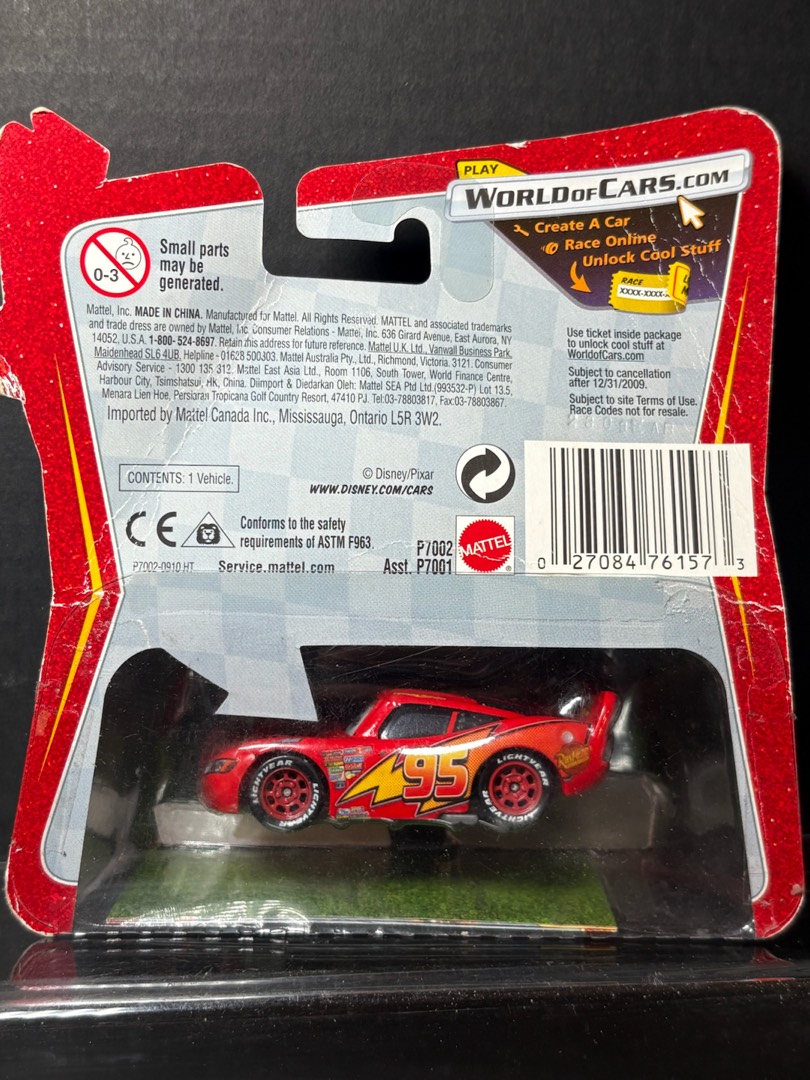 PLAY
WORLD OF CARS.COM
Create A Car
Race Online
Unlock Cool Stuff
RACE
XXXX-XXXX-X
0-3
Small parts
may be
generated.
Mattel, Inc. MADE IN CHINA. Manufactured for Mattel. All Rights Reserved. MATTEL and associated trademarks
and trade dress are owned by Mattel, Inc. Consumer Relations - Mattel, Inc. 636 Girard Avenue, East Aurora, NY
14052, U.S.A. 1-800-524-8697. Retain this address for future reference. Mattel U.K. Ltd., Vanwall Business Park,
Maidenhead SL6 4UB. Helpline - 01628 500303. Mattel Australia Pty., Ltd., Richmond, Victoria. 3121. Consumer
Advisory Service - 1300 135 312. Mattel East Asia Ltd., Room 1106, South Tower, World Finance Centre,
Harbour City, Tsimshatsui, HK, China. Diimport & Diedarkan Oleh: Mattel SEA Ptd Ltd.(993532-P) Lot 13.5,
Menara Lien Hoe, Persiaran Tropicana Golf Country Resort, 47410 PJ. Tel:03-78803817, Fax:03-78803867.
Imported by Mattel Canada Inc., Mississauga, Ontario L5R 3W2.
Use ticket inside package
to unlock cool stuff at
WorldofCars.com
Subject to cancellation
after 12/31/2009.
Subject to site Terms of Use.
Race Codes not for resale.
CONTENTS: 1 Vehicle.
© Disney/Pixar
WWW.DISNEY.COM/CARS
CE
Conforms to the safety
requirements of ASTM F963.
P7002-0910 HT
Service.mattel.com
P7002
Asst. P7001
MATTEL
®
0 27084 76157 3
LIGHTYEAR
LIGHTYEAR
95
LIGHTYEAR
LIGHTYEAR